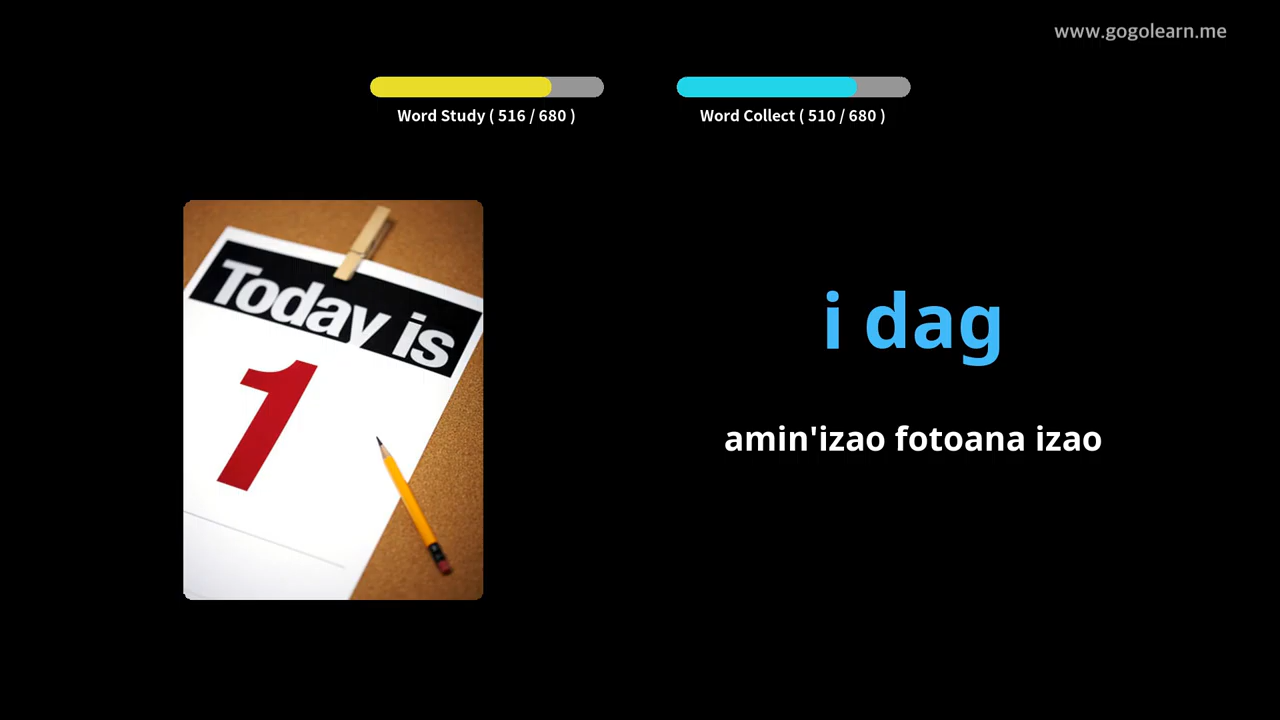 www.gogolearn.me
Word Study ( 516 / 680 )
Word Collect ( 510 / 680 )
Today is
1
i dag
amin'izao fotoana izao